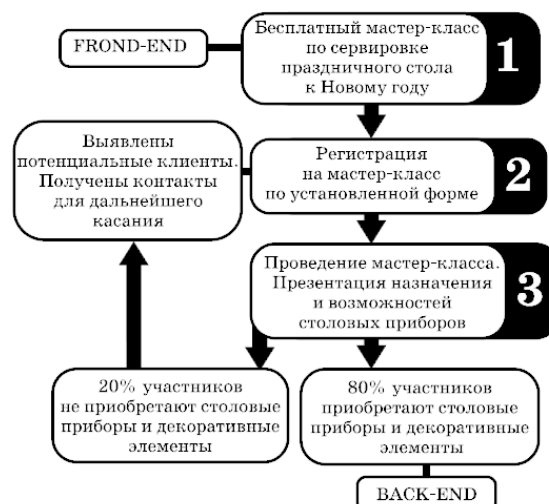 FROND-END
Бесплатный мастер-класс
по сервировке
праздничного стола
к Новому году
1
Выявлены
потенциальные клиенты.
Получены контакты
для дальнейшего
касания
Регистрация
на мастер-класс
по установленной форме
2
Проведение мастер-класса.
Презентация назначения
и возможностей
столовых приборов
3
20% участников
не приобретают столовые
приборы и декоративные
элементы
80% участников
приобретают столовые
приборы и декоративные
элементы
BACK-END